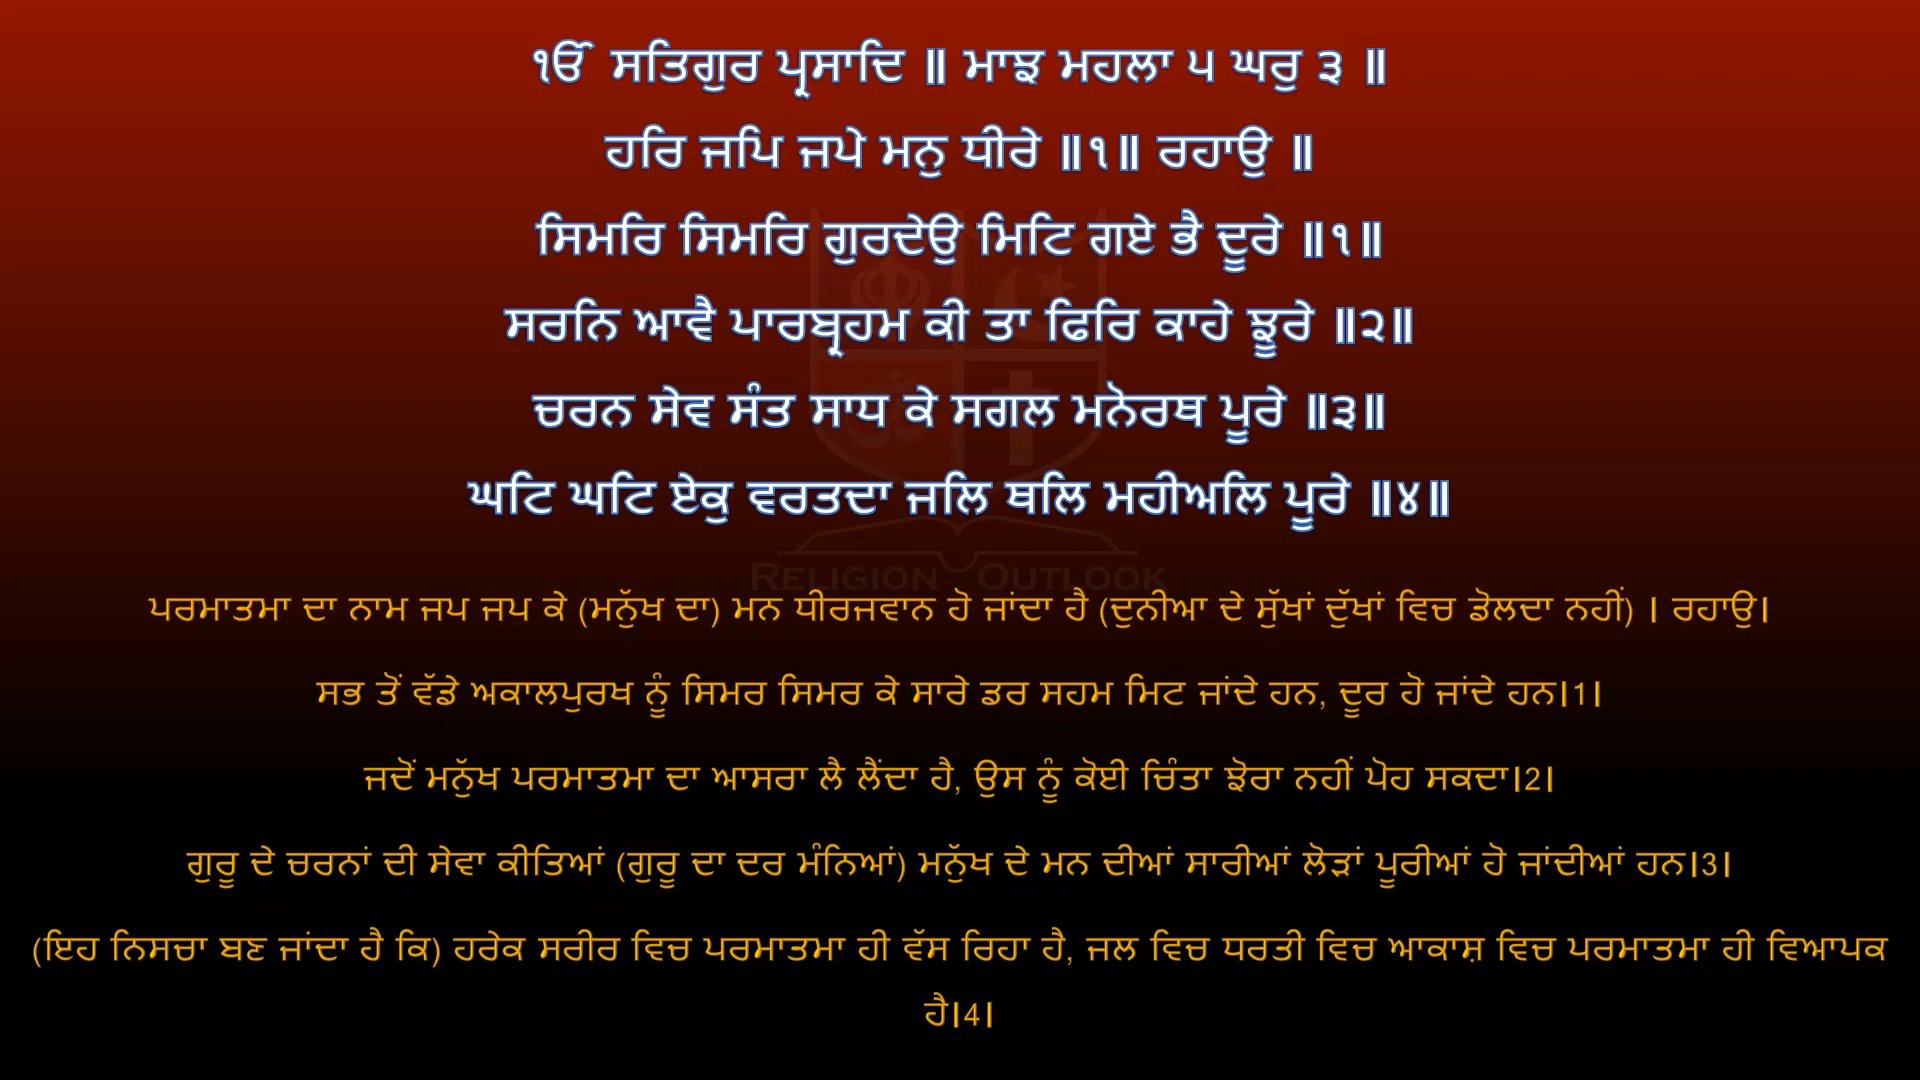 ੴ ਸਤਿਗੁਰ ਪ੍ਰਸਾਦਿ ॥ ਮਾਝ ਮਹਲਾ ੫ ਘਰੁ ੩ ॥
ਹਰਿ ਜਪਿ ਜਪੇ ਮਨੁ ਧੀਰੇ ॥੧॥ ਰਹਾਉ ॥
ਸਿਮਰਿ ਸਿਮਰਿ ਗੁਰਦੇਉ ਮਿਟਿ ਗਏ ਭੈ ਦੂਰੇ ॥੧॥
ਸਰਨਿ ਆਵੈ ਪਾਰਬ੍ਰਹਮ ਕੀ ਤਾ ਫਿਰਿ ਕਾਹੇ ਝੂਰੇ ॥੨॥
ਚਰਨ ਸੇਵ ਸੰਤ ਸਾਧ ਕੇ ਸਗਲ ਮਨੋਰਥ ਪੂਰੇ ॥੩॥
ਘਟਿ ਘਟਿ ਏਕੁ ਵਰਤਦਾ ਜਲਿ ਥਲਿ ਮਹੀਅਲਿ ਪੂਰੇ ॥੪॥
RELIGION OUTLOOK
ਪਰਮਾਤਮਾ ਦਾ ਨਾਮ ਜਪ ਜਪ ਕੇ (ਮਨੁੱਖ ਦਾ) ਮਨ ਧੀਰਜਵਾਨ ਹੋ ਜਾਂਦਾ ਹੈ (ਦੁਨੀਆ ਦੇ ਸੁੱਖਾਂ ਦੁੱਖਾਂ ਵਿਚ ਡੋਲਦਾ ਨਹੀਂ) । ਰਹਾਉ।
ਸਭ ਤੋਂ ਵੱਡੇ ਅਕਾਲਪੁਰਖ ਨੂੰ ਸਿਮਰ ਸਿਮਰ ਕੇ ਸਾਰੇ ਡਰ ਸਹਮ ਮਿਟ ਜਾਂਦੇ ਹਨ, ਦੂਰ ਹੋ ਜਾਂਦੇ ਹਨ।1।
ਜਦੋਂ ਮਨੁੱਖ ਪਰਮਾਤਮਾ ਦਾ ਆਸਰਾ ਲੈ ਲੈਂਦਾ ਹੈ, ਉਸ ਨੂੰ ਕੋਈ ਚਿੰਤਾ ਝੋਰਾ ਨਹੀਂ ਪੋਹ ਸਕਦਾ।2।
ਗੁਰੂ ਦੇ ਚਰਨਾਂ ਦੀ ਸੇਵਾ ਕੀਤਿਆਂ (ਗੁਰੂ ਦਾ ਦਰ ਮੰਨਿਆਂ) ਮਨੁੱਖ ਦੇ ਮਨ ਦੀਆਂ ਸਾਰੀਆਂ ਲੋੜਾਂ ਪੂਰੀਆਂ ਹੋ ਜਾਂਦੀਆਂ ਹਨ।3।
(ਇਹ ਨਿਸਚਾ ਬਣ ਜਾਂਦਾ ਹੈ ਕਿ) ਹਰੇਕ ਸਰੀਰ ਵਿਚ ਪਰਮਾਤਮਾ ਹੀ ਵੱਸ ਰਿਹਾ ਹੈ, ਜਲ ਵਿਚ ਧਰਤੀ ਵਿਚ ਆਕਾਸ਼ ਵਿਚ ਪਰਮਾਤਮਾ ਹੀ ਵਿਆਪਕ
ਹੈ।4।